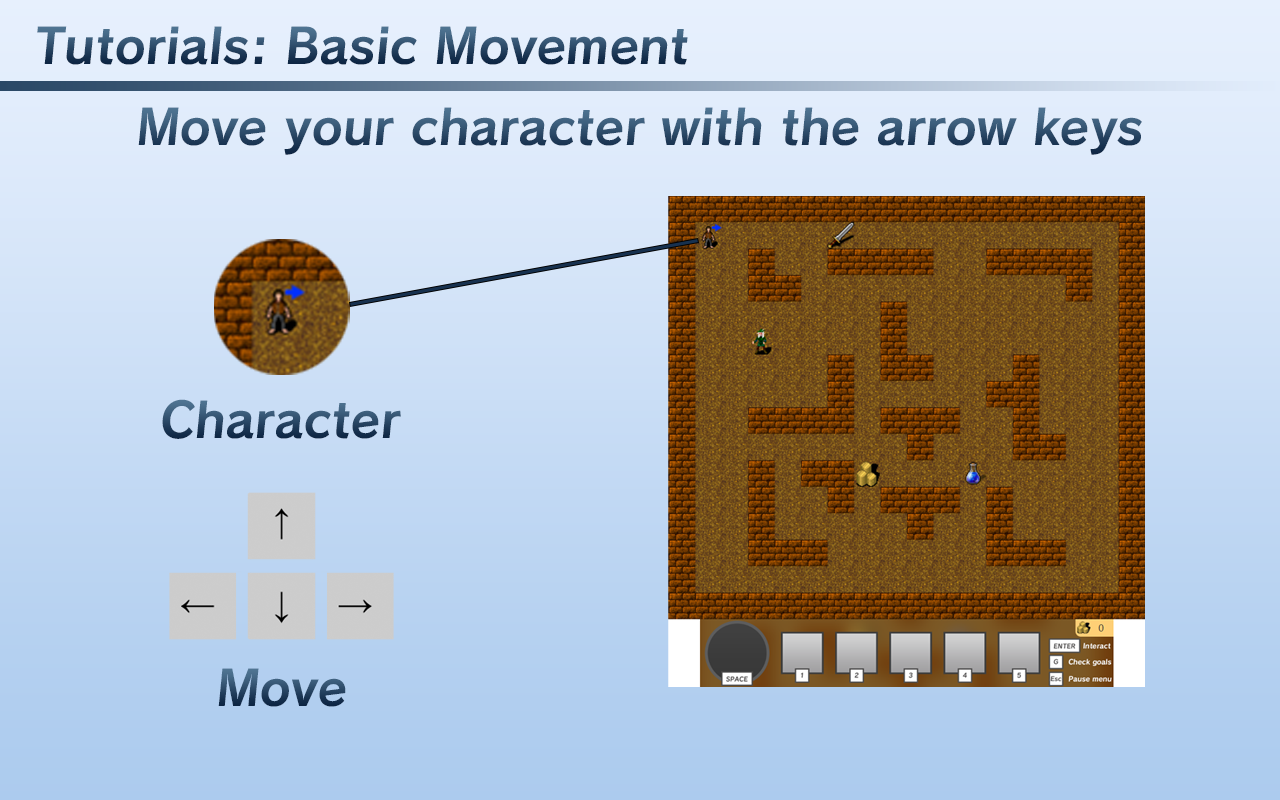 Tutorials: Basic Movement
Move your character with the arrow keys
Character
↑
← ↓ →
Move
0
ENTER Interact
G Check goals
Esc Pause menu
SPACE 1 2 3 4 5